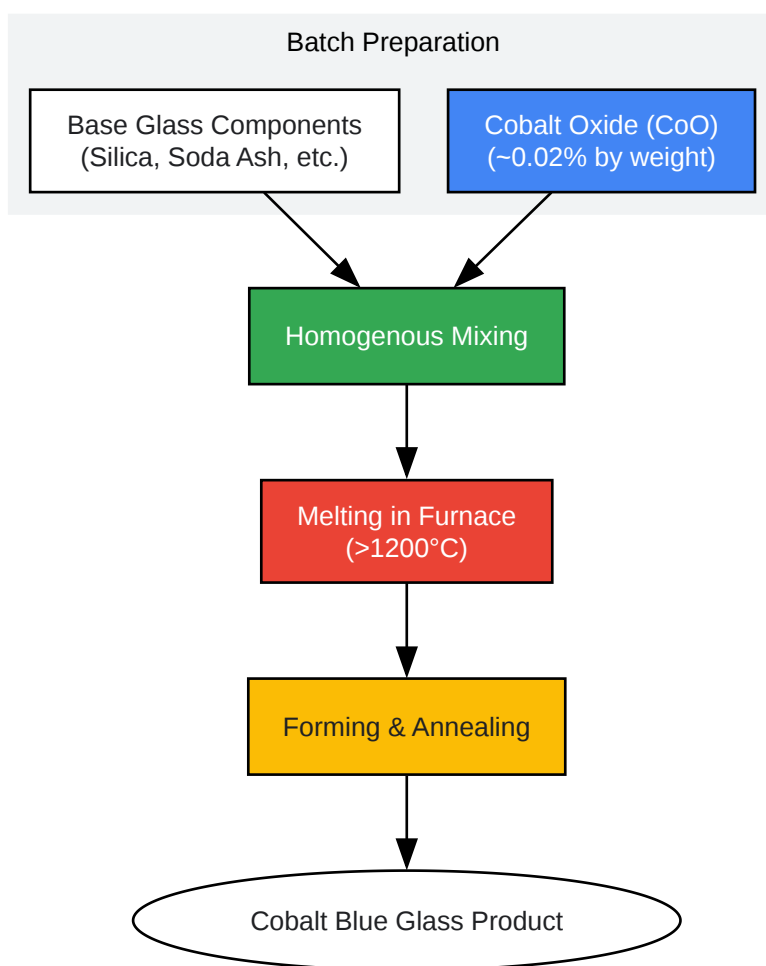 Batch Preparation
Base Glass Components
(Silica, Soda Ash, etc.)
Cobalt Oxide (CoO)
(~0.02% by weight)
Homogenous Mixing
Melting in Furnace
(>1200°C)
Forming & Annealing
Cobalt Blue Glass Product